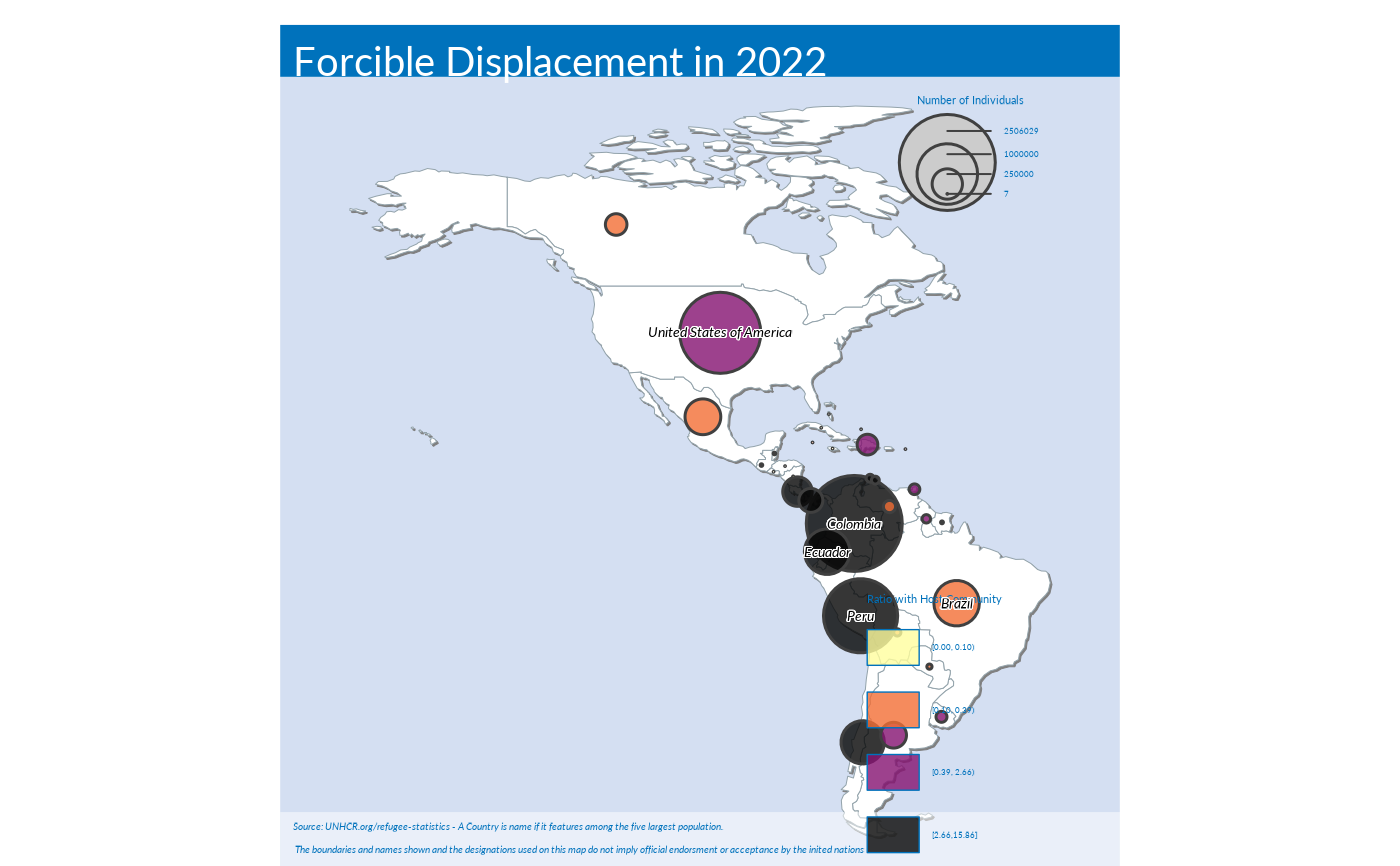 Forcible Displacement in 2022
Number of Individuals
2506029
1000000
250000
7
United States of America
Colombia
Ecuador
Peru
Brazil
Ratio with Host Community
[0.00, 0.10)
[0.10, 0.39)
[0.39, 2.66)
[2.66,15.86]
Source: UNHCR.org/refugee-statistics - A Country is name if it features among the five largest population.
The boundaries and names shown and the designations used on this map do not imply official endorsment or acceptance by the inited nations